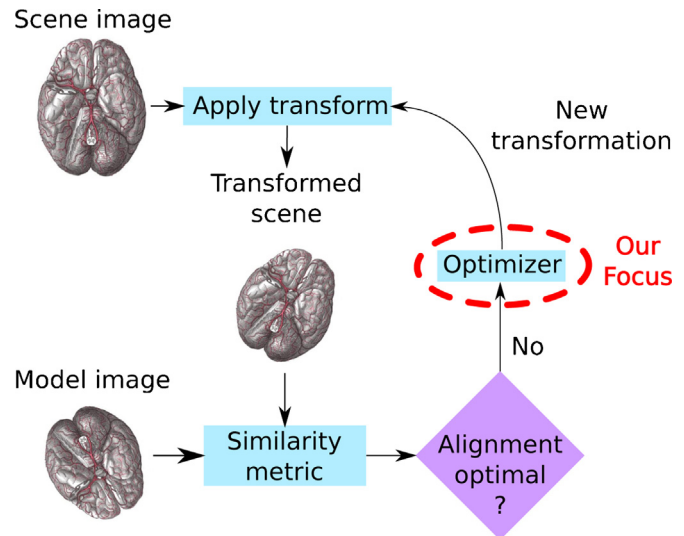 Scene image
Apply transform
New
transformation
Transformed
scene
Optimizer
Our
Focus
No
Model image
Similarity
metric
Alignment
optimal
?